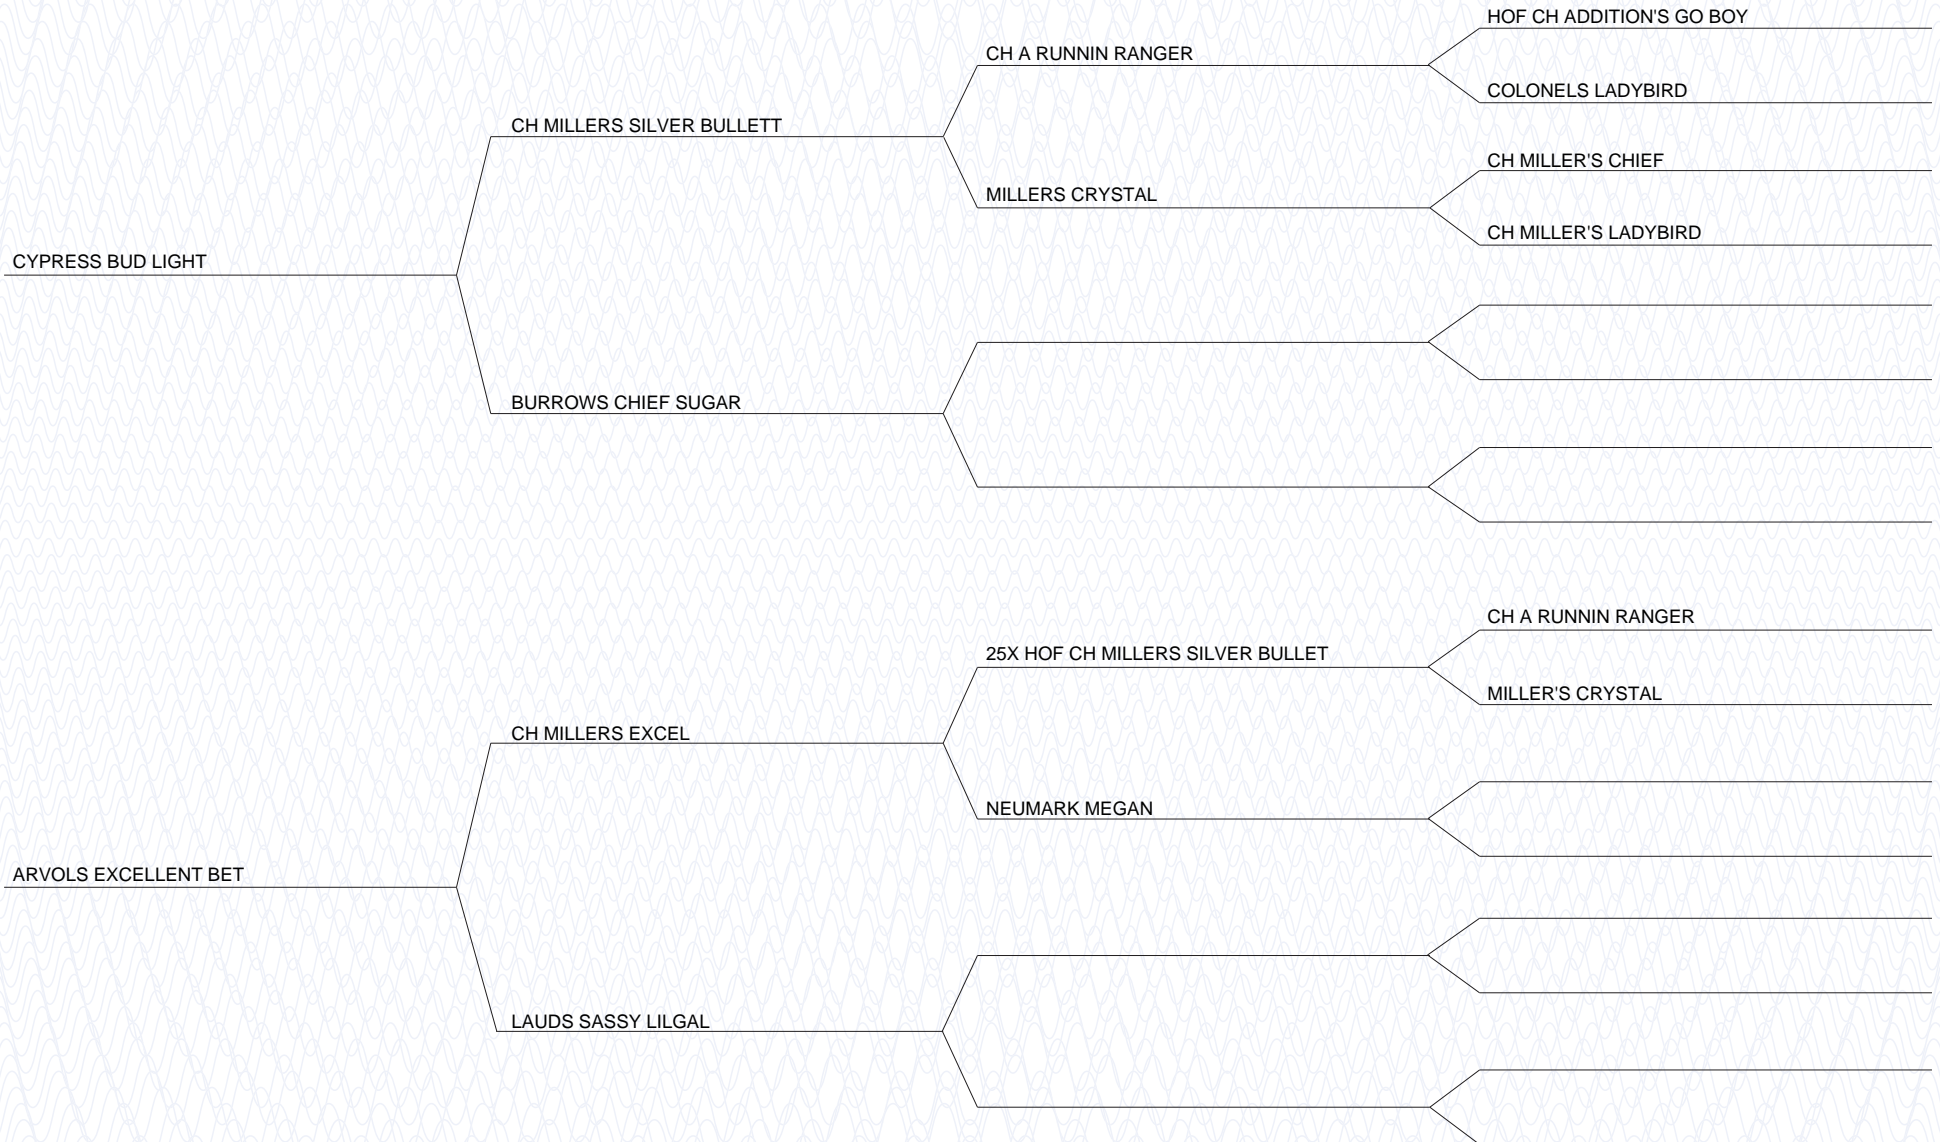 HOF CH ADDITION'S GO BOY
CH A RUNNIN RANGER
COLONELS LADYBIRD
CH MILLERS SILVER BULLETT
CH MILLER'S CHIEF
MILLERS CRYSTAL
CH MILLER'S LADYBIRD
CYPRESS BUD LIGHT
BURROWS CHIEF SUGAR
CH A RUNNIN RANGER
25X HOF CH MILLERS SILVER BULLET
MILLER'S CRYSTAL
CH MILLERS EXCEL
NEUMARK MEGAN
ARVOLS EXCELLENT BET
LAUDS SASSY LILGAL